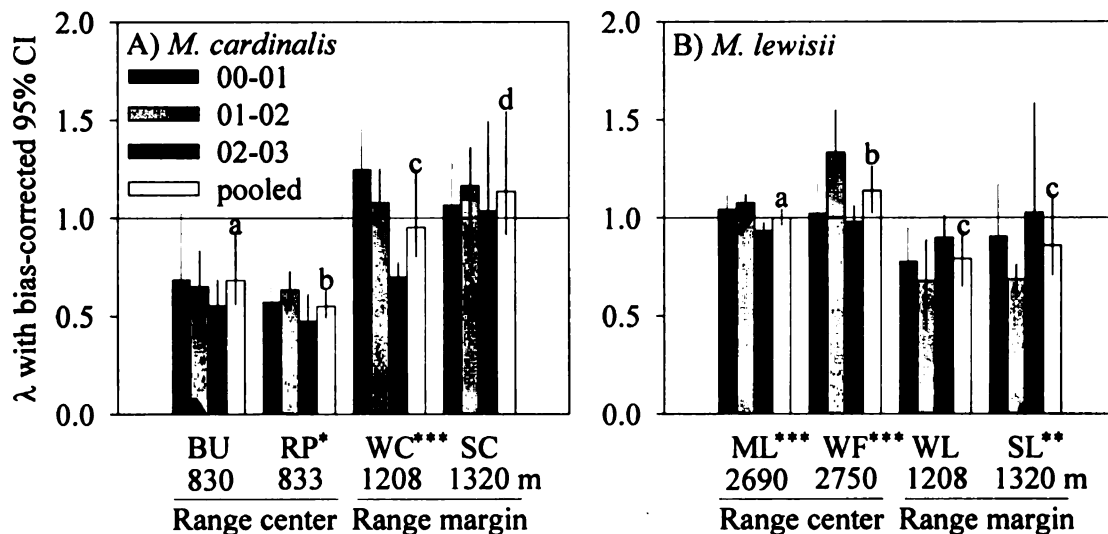 λ with bias-corrected 95% CI
2.0
1.5
1.0
0.5
0.0
A) M. cardinalis
00-01
01-02
02-03
pooled
a
b
c
d
BU RP* WC*** SC
830 833 1208 1320 m
Range center Range margin
2.0
1.5
1.0
0.5
0.0
B) M. lewisii
a
b
c
c
ML*** WF*** WL SL**
2690 2750 1208 1320 m
Range center Range margin